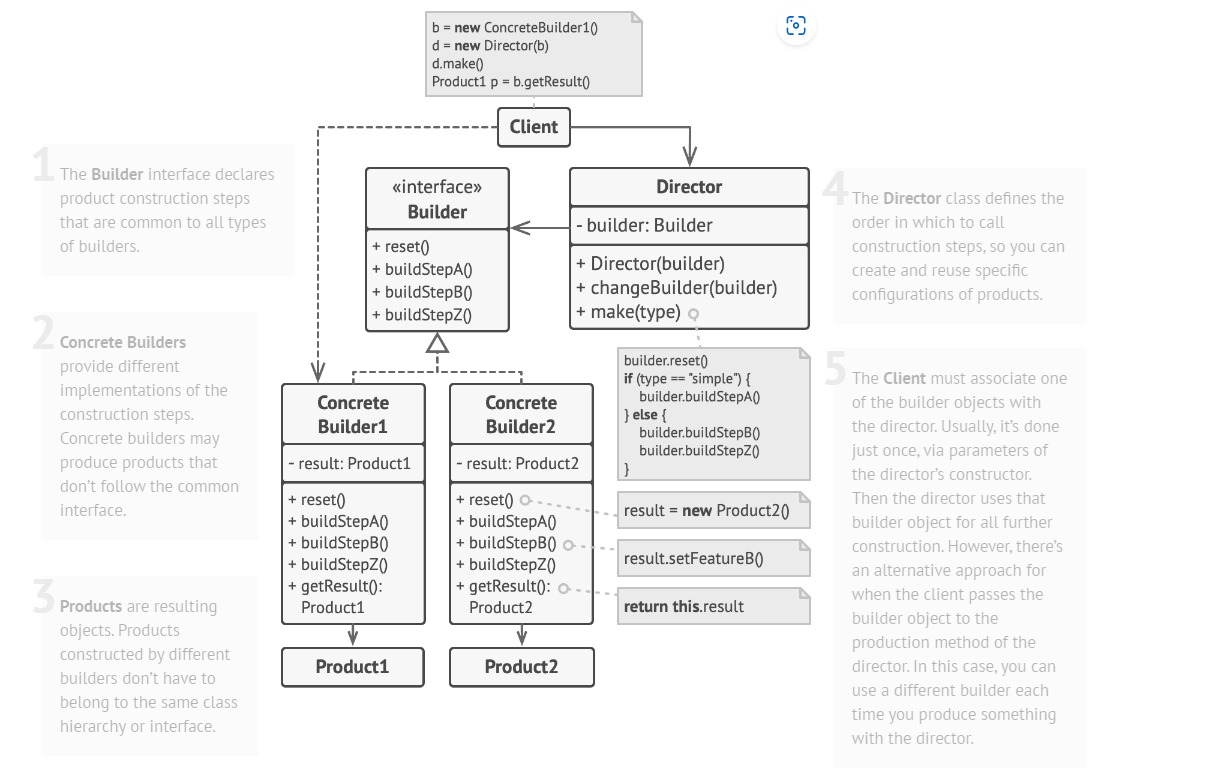 b = new ConcreteBuilder1()
d = new Director(b)
d.make()
Product1 p = b.getResult()
Client
1
The Builder interface declares
product construction steps
that are common to all types
of builders.
2
Concrete Builders
provide different
implementations of the
construction steps.
Concrete builders may
produce products that
don't follow the common
interface.
3
Products are resulting
objects. Products
constructed by different
builders don't have to
belong to the same class
hierarchy or interface.
«interface»
Builder
+ reset()
+ buildStepA()
+ buildStepB()
+ buildStepZ()
Director
- builder: Builder
+ Director(builder)
+ changeBuilder(builder)
+ make(type)
builder.reset()
if (type == "simple") {
builder.buildStepA()
} else {
builder.buildStepB()
builder.buildStepZ()
}
Concrete
Builder1
- result: Product1
+ reset()
+ buildStepA()
+ buildStepB()
+ buildStepZ()
+ getResult():
Product1
Concrete
Builder2
- result: Product2
+ reset()
+ buildStepA()
+ buildStepB()
+ buildStepZ()
+ getResult():
Product2
result = new Product2()
result.setFeatureB()
return this.result
Product1
Product2
4
The Director class defines the
order in which to call
construction steps, so you can
create and reuse specific
configurations of products.
5
The Client must associate one
of the builder objects with
the director. Usually, it's done
just once, via parameters of
the director's constructor.
Then the director uses that
builder object for all further
construction. However, there's
an alternative approach for
when the client passes the
builder object to the
production method of the
director. In this case, you can
use a different builder each
time you produce something
with the director.